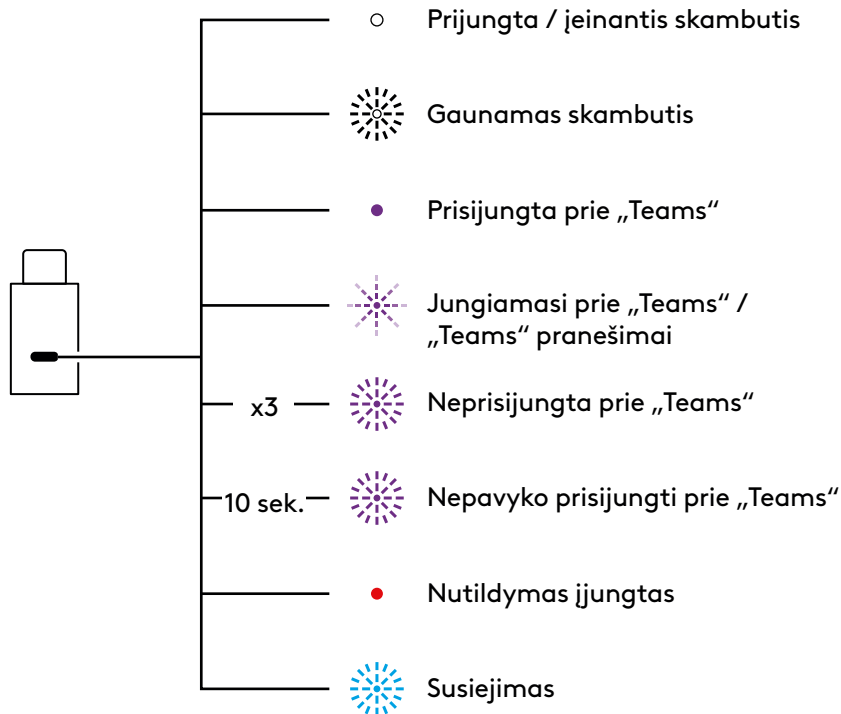 Prijungta / įeinantis skambutis
Gaunamas skambutis
Prisijungta prie „Teams“
Jungiamasi prie „Teams“ /
„Teams“ pranešimai
x3 Neprisijungta prie „Teams“
10 sek. Nepavyko prisijungti prie „Teams“
Nutildymas įjungtas
Susiejimas